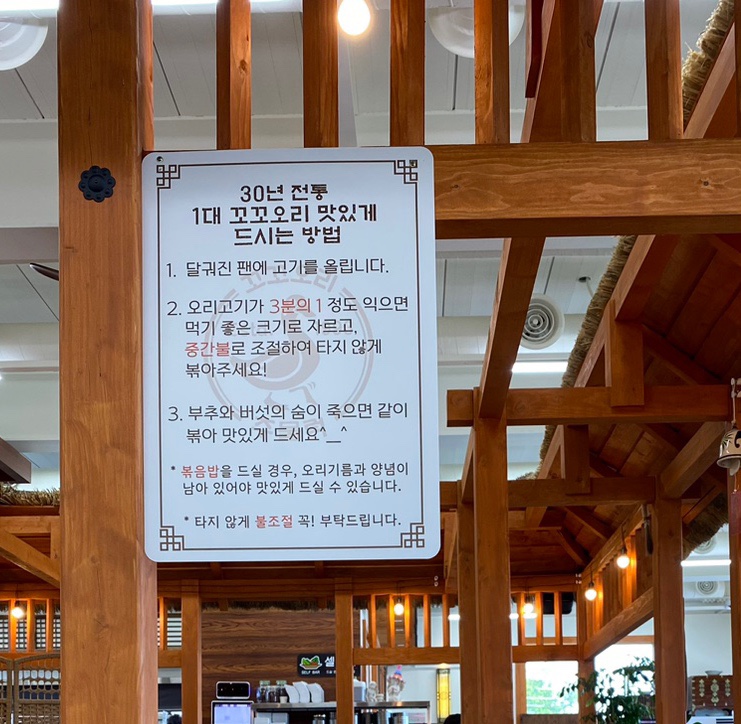 30년 전통
1대 꼬꼬오리 맛있게
드시는 방법
1. 달궈진 팬에 고기를 올립니다.
2. 오리고기가 3분의 1 정도 익으면
먹기 좋은 크기로 자르고,
중간불로 조절하여 타지 않게
볶아주세요!
3. 부추와 버섯의 숨이 죽으면 같이
볶아 맛있게 드세요^__^
* 볶음밥을 드실 경우, 오리기름과 양념이
남아 있어야 맛있게 드실 수 있습니다.
* 타지 않게 불조절 꼭! 부탁드립니다.
꼬꼬오리
셀
SELF BAR